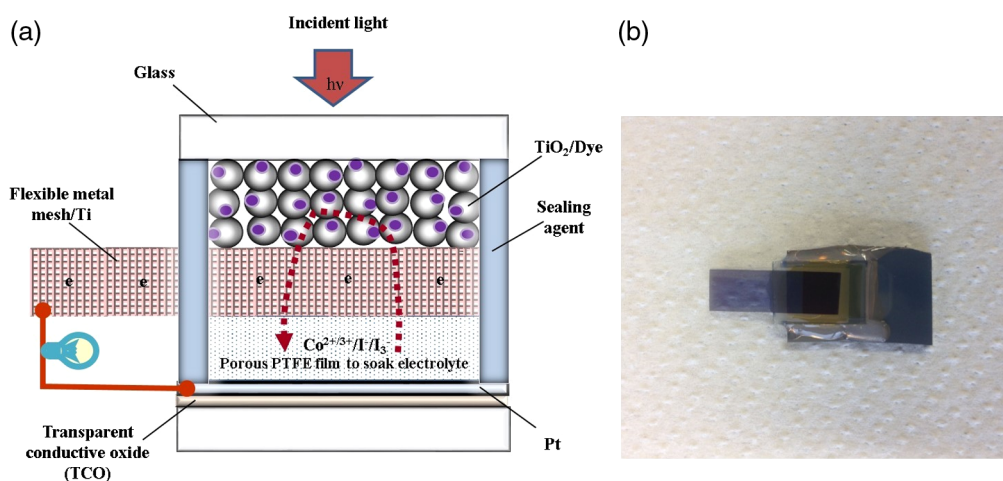 (a)
Incident light
hν
Glass
TiO₂/Dye
Flexible metal
mesh/Ti
Sealing
agent
e e e e e
Co²⁺/³⁺/I⁻/I₃⁻
Porous PTFE film to soak electrolyte
Transparent
conductive oxide
(TCO)
Pt
(b)